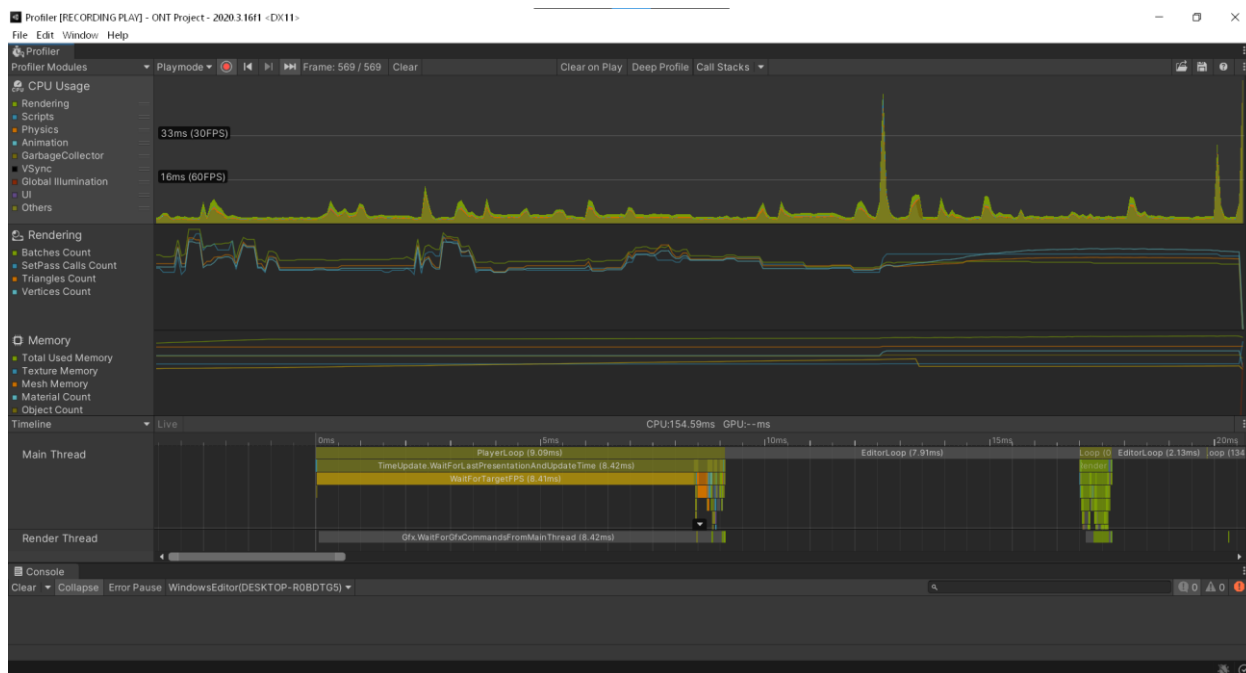 Profiler [RECORDING PLAY] - ONT Project - 2020.3.16f1 <DX11>
File Edit Window Help
Profiler
Profiler Modules Playmode Frame: 569 / 569 Clear Clear on Play Deep Profile Call Stacks
CPU Usage
Rendering
Scripts
Physics
Animation
GarbageCollector
VSync
Global Illumination
UI
Others
33ms (30FPS)
16ms (60FPS)
Rendering
Batches Count
SetPass Calls Count
Triangles Count
Vertices Count
Memory
Total Used Memory
Texture Memory
Mesh Memory
Material Count
Object Count
Timeline Live CPU:154.59ms GPU:--ms
0ms 5ms 10ms 15ms 20ms
Main Thread
PlayerLoop (9.09ms) EditorLoop (7.91ms) Loop (0 EditorLoop (2.13ms) oop (134
TimeUpdate.WaitForLastPresentationAndUpdateTime (8.42ms) Render
WaitForTargetFPS (8.41ms)
Render Thread
Gfx.WaitForGfxCommandsFromMainThread (8.42ms)
Console
Clear Collapse Error Pause WindowsEditor(DESKTOP-R0BDTG5) 0 0